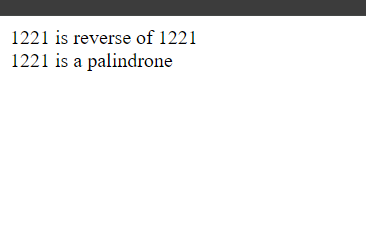 1221 is reverse of 1221
1221 is a palindrone